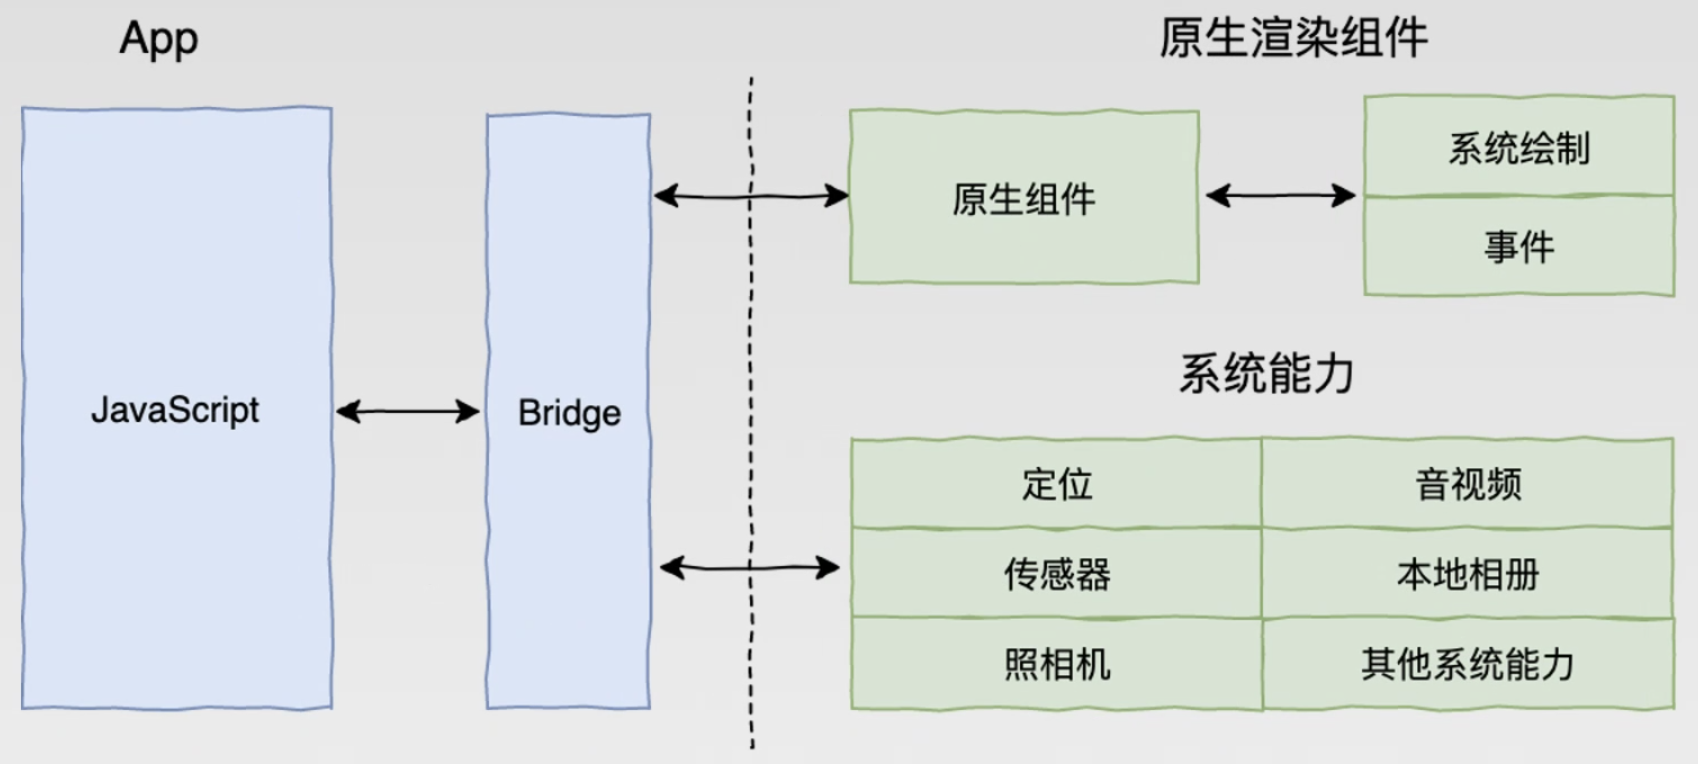 App
JavaScript
Bridge
原生渲染组件
原生组件
系统绘制
事件
系统能力
定位
音视频
传感器
本地相册
照相机
其他系统能力